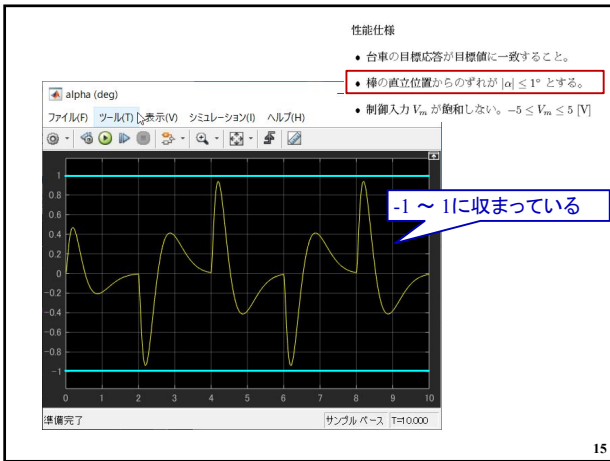 性能仕様
• 台車の目標応答が目標値に一致すること。
• 棒の直立位置からのずれが |α| ≤ 1° とする。
• 制御入力 Vm が飽和しない。−5 ≤ Vm ≤ 5 [V]
alpha (deg)
ファイル(F) ツール(T) 表示(V) シミュレーション(I) ヘルプ(H)
1
0.8
0.6
0.4
0.2
0
-0.2
-0.4
-0.6
-0.8
-1
0 1 2 3 4 5 6 7 8 9 10
-1 ～ 1に収まっている
準備完了
サンプル ベース T=10.000
15